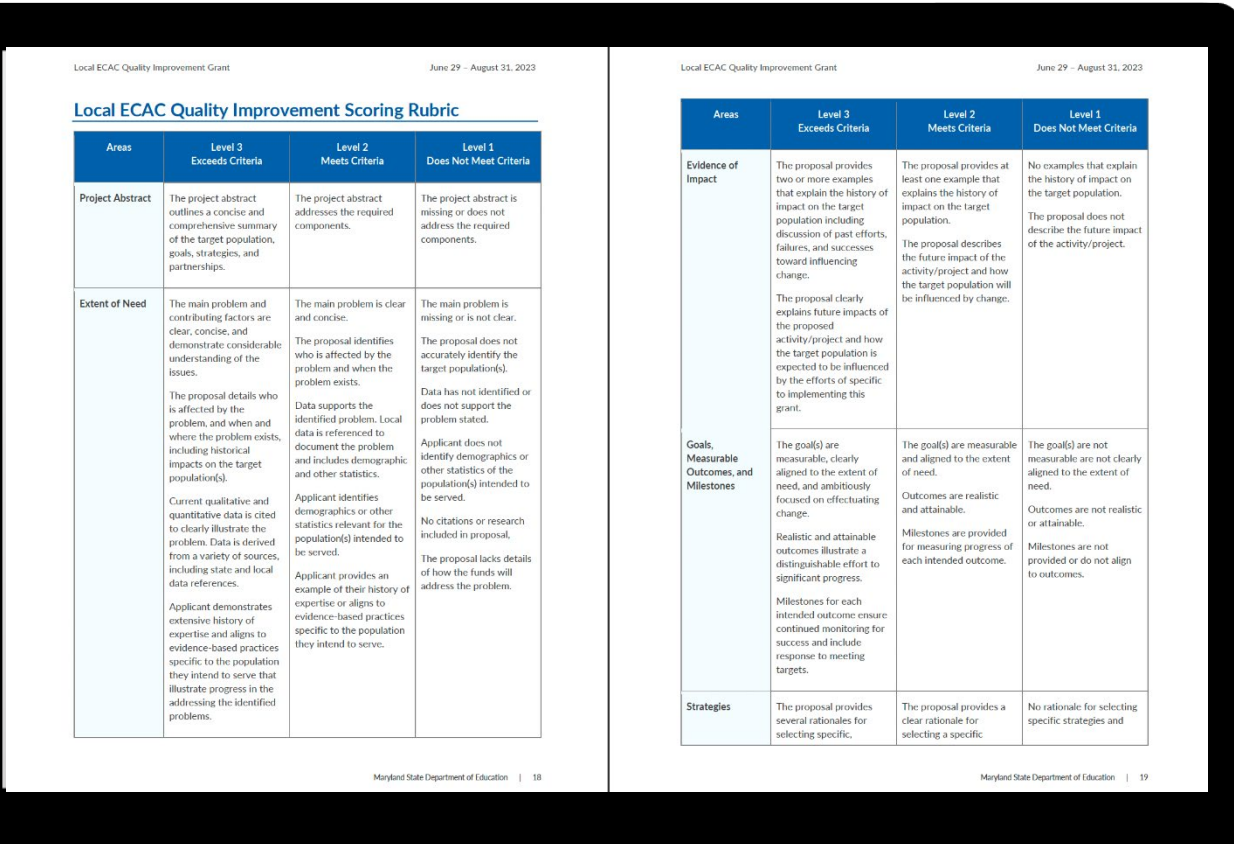 Local ECAC Quality Improvement Grant June 29 – August 31, 2023
Local ECAC Quality Improvement Scoring Rubric
Areas
Level 3
Exceeds Criteria
Level 2
Meets Criteria
Level 1
Does Not Meet Criteria
Project Abstract
The project abstract
outlines a concise and
comprehensive summary
of the target population,
goals, strategies, and
partnerships.
The project abstract
addresses the required
components.
The project abstract is
missing or does not
address the required
components.
Extent of Need
The main problem and
contributing factors are
clear, concise, and
demonstrate considerable
understanding of the
issues.
The proposal details who
is affected by the
problem, and when and
where the problem exists,
including historical
impacts on the target
population(s).
Current qualitative and
quantitative data is cited
to clearly illustrate the
problem. Data is derived
from a variety of sources,
including state and local
data references.
Applicant demonstrates
extensive history of
expertise and aligns to
evidence-based practices
specific to the population
they intend to serve that
illustrate progress in the
addressing the identified
problems.
The main problem is clear
and concise.
The proposal identifies
who is affected by the
problem and when the
problem exists.
Data supports the
identified problem. Local
data is referenced to
document the problem
and includes demographic
and other statistics.
Applicant identifies
demographics or other
statistics relevant for the
population(s) intended to
be served.
Applicant provides an
example of their history of
expertise or aligns to
evidence-based practices
specific to the population
they intend to serve.
The main problem is
missing or is not clear.
The proposal does not
accurately identify the
target population(s).
Data has not identified or
does not support the
problem stated.
Applicant does not
identify demographics or
other statistics of the
population(s) intended to
be served.
No citations or research
included in proposal,
The proposal lacks details
of how the funds will
address the problem.
Maryland State Department of Education | 18
Local ECAC Quality Improvement Grant June 29 – August 31, 2023
Areas
Level 3
Exceeds Criteria
Level 2
Meets Criteria
Level 1
Does Not Meet Criteria
Evidence of
Impact
The proposal provides
two or more examples
that explain the history of
impact on the target
population including
discussion of past efforts,
failures, and successes
toward influencing
change.
The proposal clearly
explains future impacts of
the proposed
activity/project and how
the target population is
expected to be influenced
by the efforts of specific
to implementing this
grant.
The proposal provides at
least one example that
explains the history of
impact on the target
population.
The proposal describes
the future impact of the
activity/project and how
the target population will
be influenced by change.
No examples that explain
the history of impact on
the target population.
The proposal does not
describe the future impact
of the activity/project.
Goals,
Measurable
Outcomes, and
Milestones
The goal(s) are
measurable, clearly
aligned to the extent of
need, and ambitiously
focused on effectuating
change.
Realistic and attainable
outcomes illustrate a
distinguishable effort to
significant progress.
Milestones for each
intended outcome ensure
continued monitoring for
success and include
response to meeting
targets.
The goal(s) are measurable
and aligned to the extent
of need.
Outcomes are realistic
and attainable.
Milestones are provided
for measuring progress of
each intended outcome.
The goal(s) are not
measurable are not clearly
aligned to the extent of
need.
Outcomes are not realistic
or attainable.
Milestones are not
provided or do not align
to outcomes.
Strategies
The proposal provides
several rationales for
selecting specific,
The proposal provides a
clear rationale for
selecting a specific
No rationale for selecting
specific strategies and
Maryland State Department of Education | 19